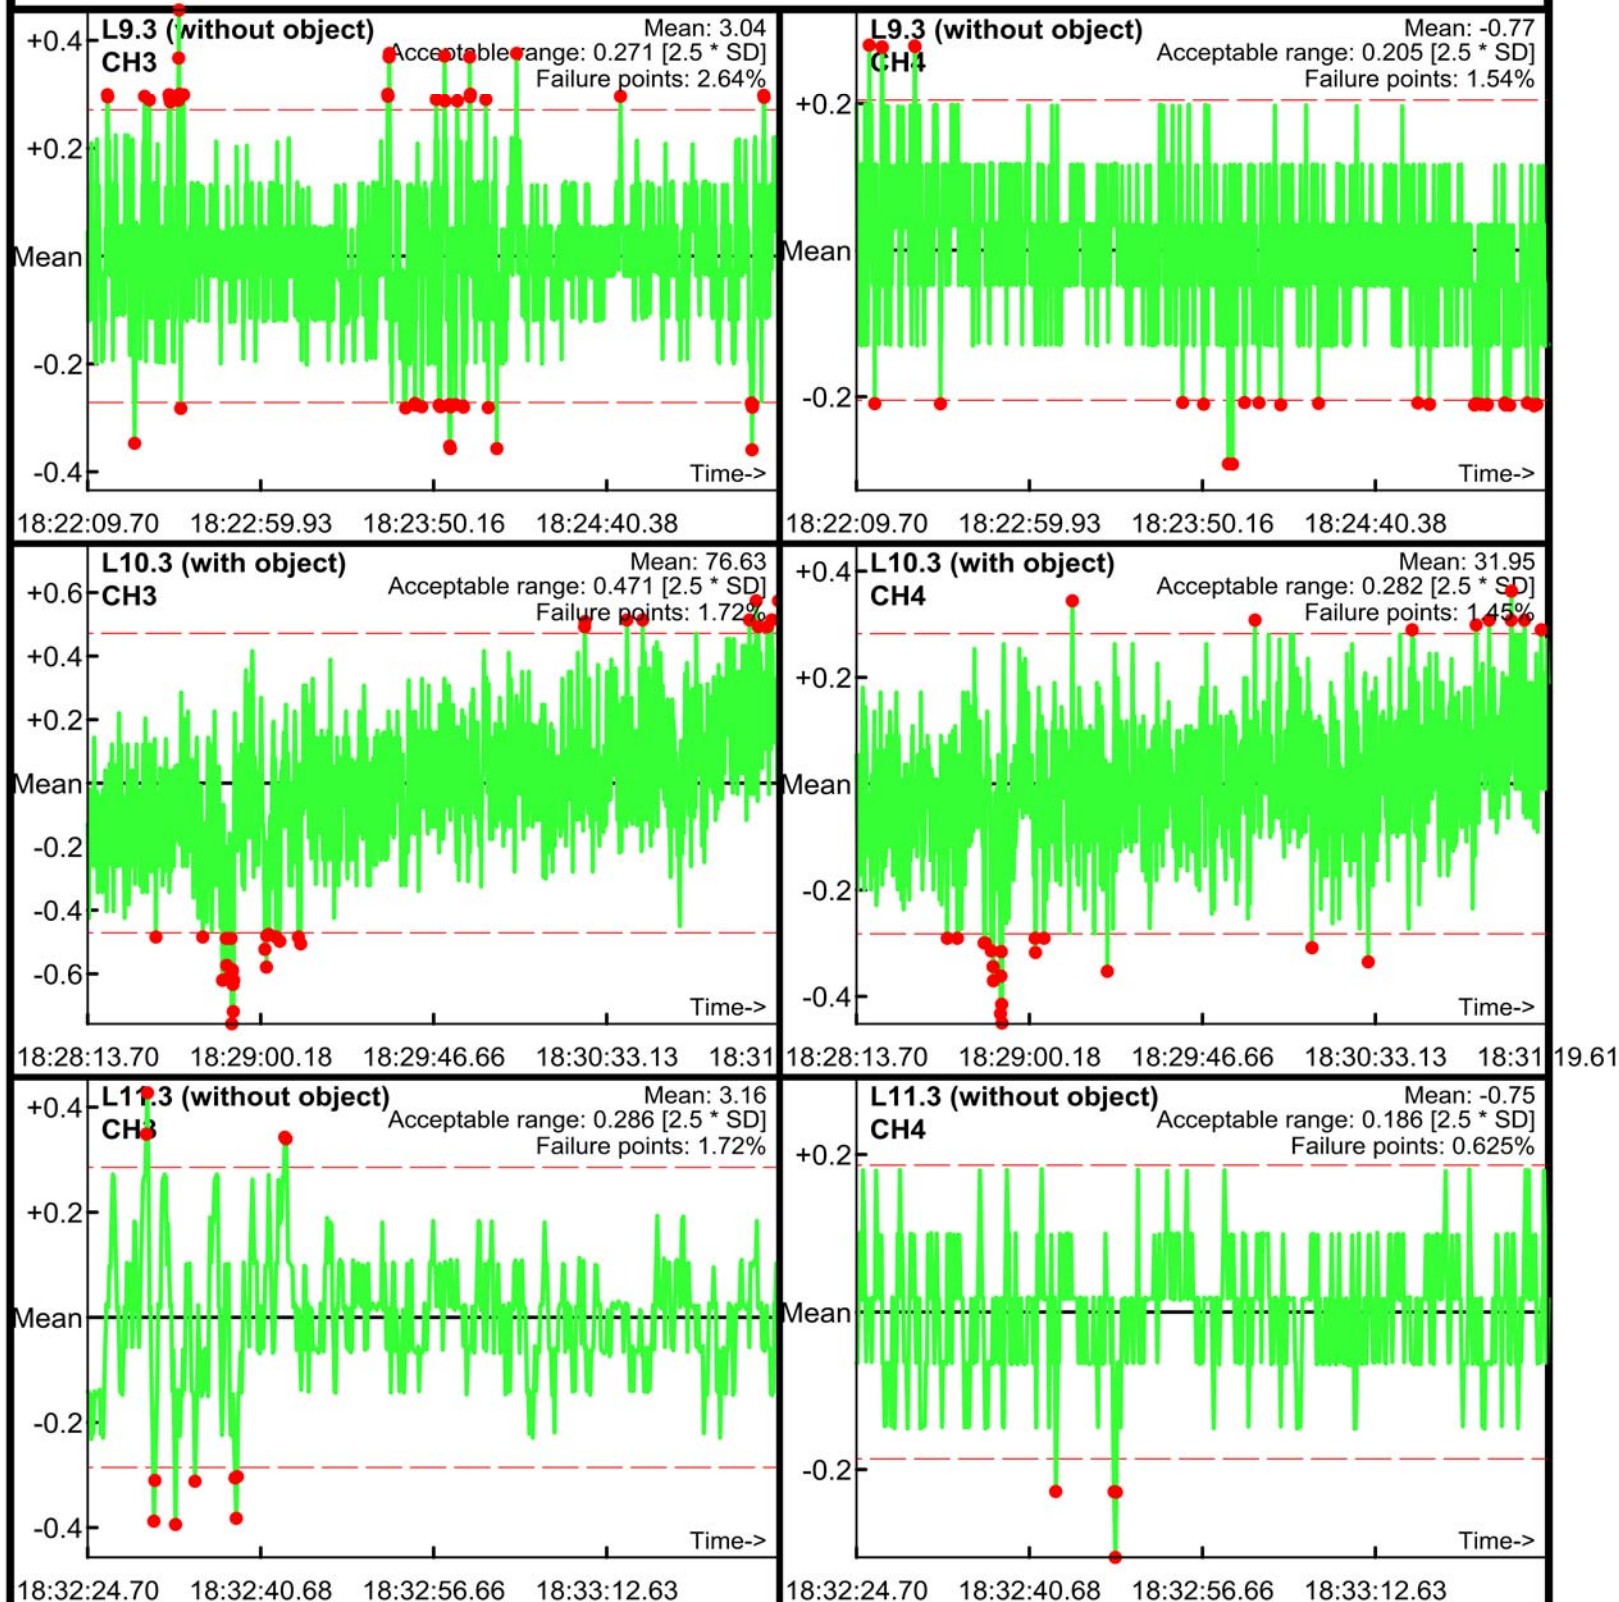 L9.3 (without object)
CH3
Mean: 3.04
Acceptable range: 0.271 [2.5 * SD]
Failure points: 2.64%
+0.4
+0.2
Mean
-0.2
-0.4
Time->
18:22:09.70 18:22:59.93 18:23:50.16 18:24:40.38
L9.3 (without object)
CH4
Mean: -0.77
Acceptable range: 0.205 [2.5 * SD]
Failure points: 1.54%
+0.2
Mean
-0.2
Time->
18:22:09.70 18:22:59.93 18:23:50.16 18:24:40.38
L10.3 (with object)
CH3
Mean: 76.63
Acceptable range: 0.471 [2.5 * SD]
Failure points: 1.72%
+0.6
+0.4
+0.2
Mean
-0.2
-0.4
-0.6
Time->
18:28:13.70 18:29:00.18 18:29:46.66 18:30:33.13 18:31
L10.3 (with object)
CH4
Mean: 31.95
Acceptable range: 0.282 [2.5 * SD]
Failure points: 1.45%
+0.4
+0.2
Mean
-0.2
-0.4
Time->
18:28:13.70 18:29:00.18 18:29:46.66 18:30:33.13 18:31:19.61
L11.3 (without object)
CH3
Mean: 3.16
Acceptable range: 0.286 [2.5 * SD]
Failure points: 1.72%
+0.4
+0.2
Mean
-0.2
-0.4
Time->
18:32:24.70 18:32:40.68 18:32:56.66 18:33:12.63
L11.3 (without object)
CH4
Mean: -0.75
Acceptable range: 0.186 [2.5 * SD]
Failure points: 0.625%
+0.2
Mean
-0.2
Time->
18:32:24.70 18:32:40.68 18:32:56.66 18:33:12.63